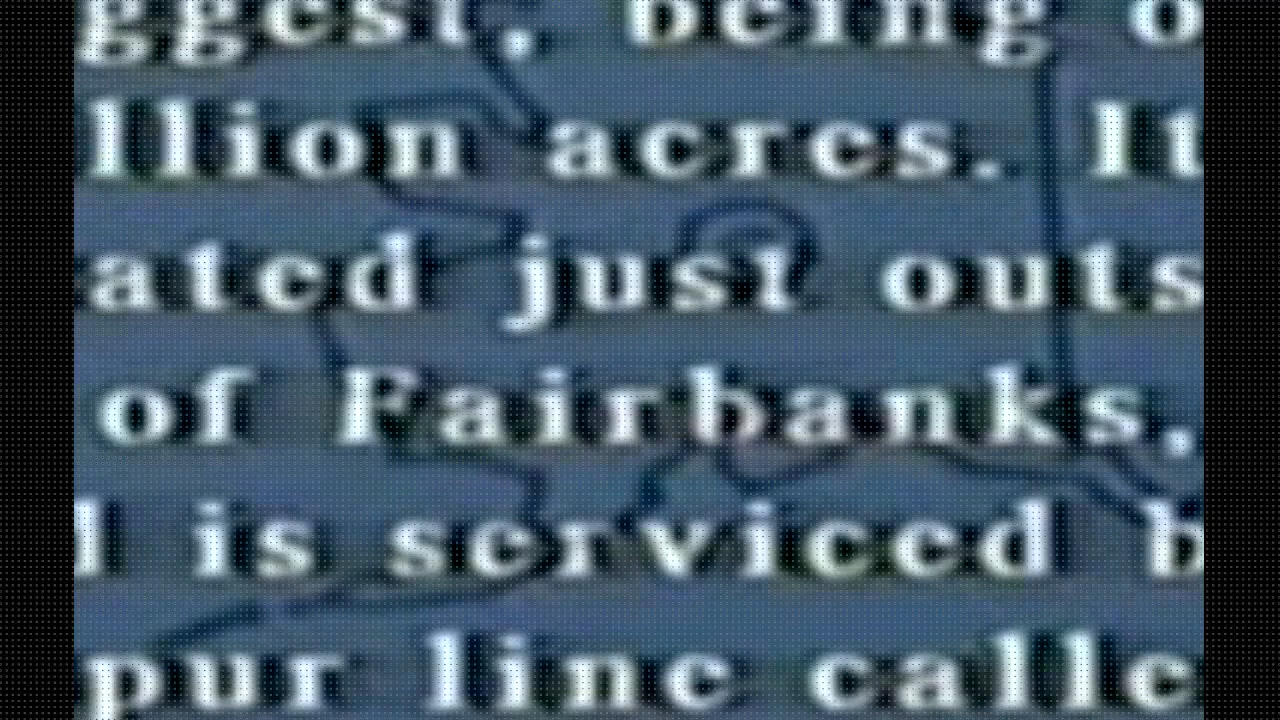 ggest, being o
llion acres. It
ated just outs
of Fairbanks,
l is serviced b
pur line calle